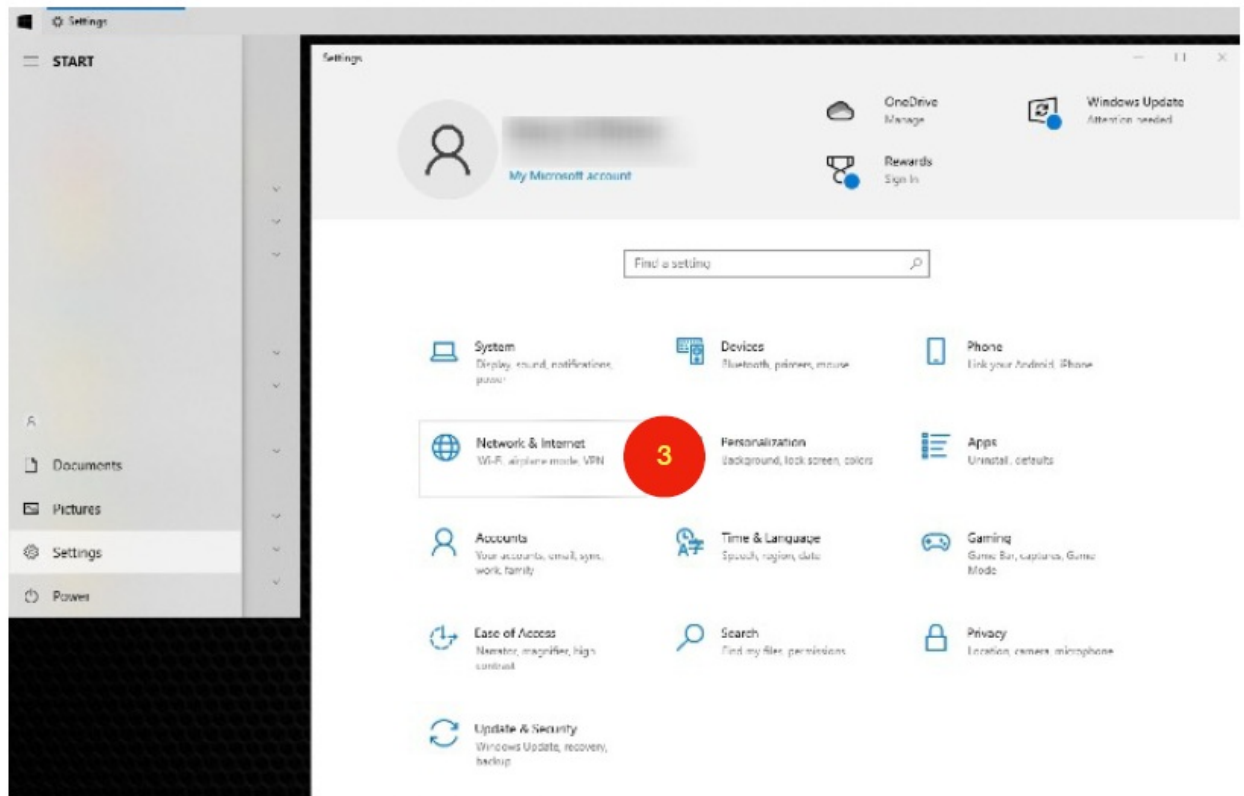 Settings
START
Documents
Pictures
Settings
Power
Settings
My Microsoft account
OneDrive
Manage
Rewards
Sign In
Windows Update
Attention needed
Find a setting
System
Display, sound, notifications,
power
Devices
Bluetooth, printers, mouse
Phone
Link your Android, iPhone
Network & Internet
Wi-Fi, airplane mode, VPN
3
Personalization
Background, lock screen, colors
Apps
Uninstall, defaults
Accounts
Your accounts, email, sync,
work, family
Time & Language
Speech, region, date
Gaming
Game Bar, captures, Game
Mode
Ease of Access
Narrator, magnifier, high
contrast
Search
Find my files, permissions
Privacy
Location, camera, microphone
Update & Security
Windows Update, recovery,
backup